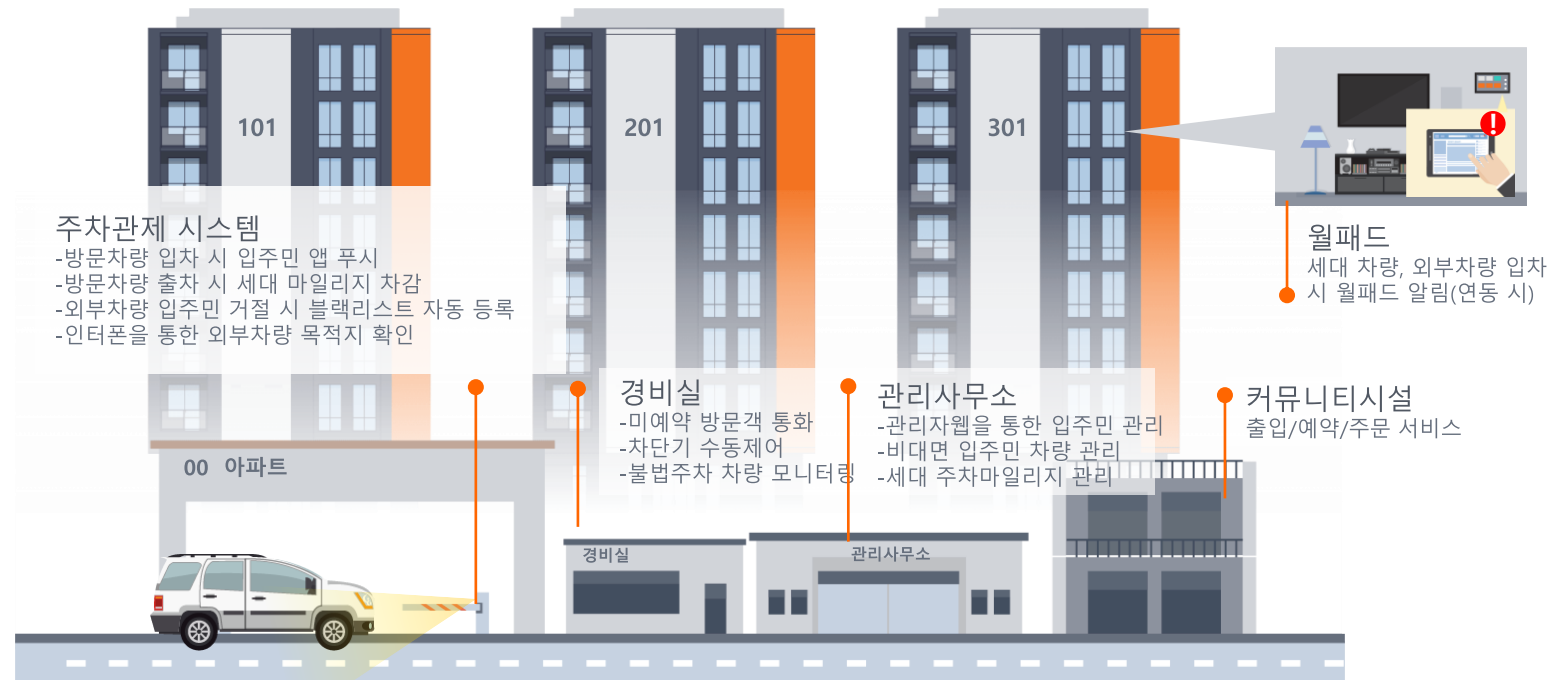 101
201
301
주차관제 시스템
-방문차량 입차 시 입주민 앱 푸시
-방문차량 출차 시 세대 마일리지 차감
-외부차량 입주민 거절 시 블랙리스트 자동 등록
-인터폰을 통한 외부차량 목적지 확인
월패드
세대 차량, 외부차량 입차
시 월패드 알림(연동 시)
경비실
-미예약 방문객 통화
-차단기 수동제어
-불법주차 차량 모니터링
관리사무소
-관리자웹을 통한 입주민 관리
-비대면 입주민 차량 관리
-세대 주차마일리지 관리
커뮤니티시설
출입/예약/주문 서비스
00 아파트
경비실
관리사무소